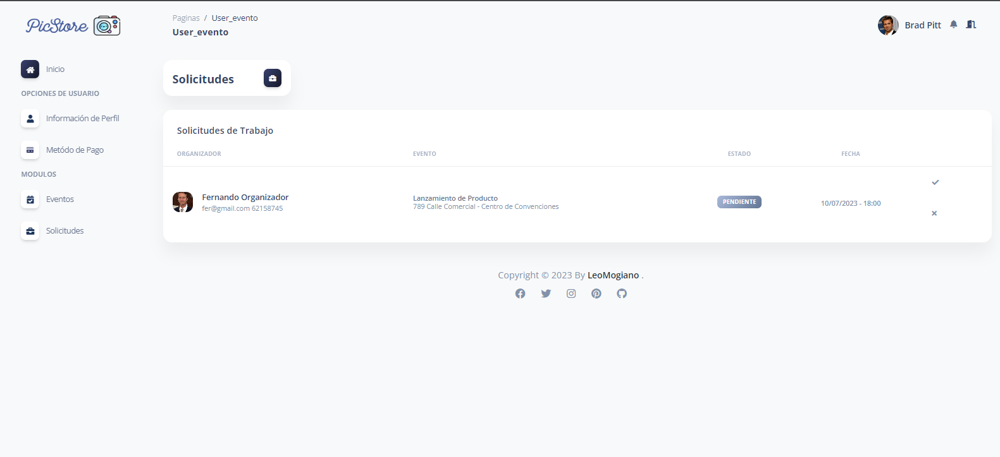 PicStore
Paginas / User_evento
User_evento
Brad Pitt
Inicio
OPCIONES DE USUARIO
Información de Perfil
Metódo de Pago
MODULOS
Eventos
Solicitudes
Solicitudes
Solicitudes de Trabajo
ORGANIZADOR EVENTO ESTADO FECHA
Fernando Organizador
fer@gmail.com 62158745
Lanzamiento de Producto
789 Calle Comercial - Centro de Convenciones
PENDIENTE
10/07/2023 - 18:00
Copyright © 2023 By LeoMogiano .